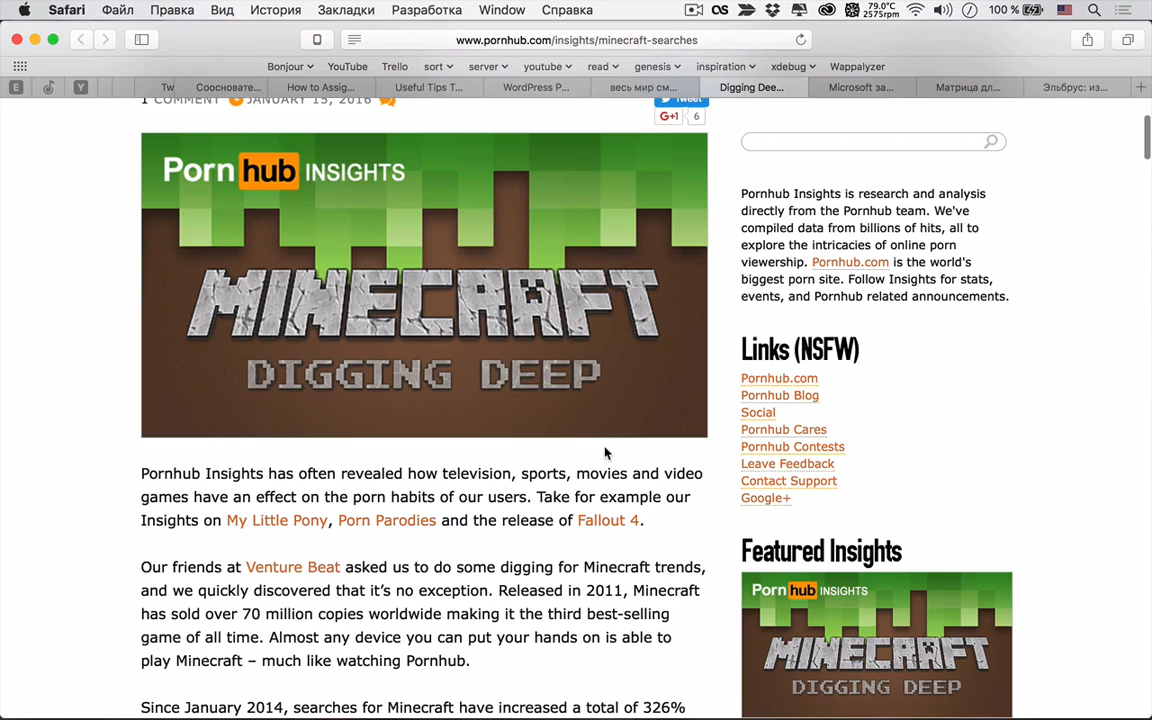 Safari Файл Правка Вид История Закладки Разработка Window Справка 79.0°C 2575rpm 100 %
www.pornhub.com/insights/minecraft-searches
Bonjour YouTube Trello sort server youtube read genesis inspiration xdebug Wappalyzer
E Y Tw Соосновате... How to Assig... Useful Tips T... WordPress P... весь мир см... Digging Dee... Microsoft за... Матрица дл... Эльбрус: из...
1 COMMENT JANUARY 15, 2016
Tweet
G+1 6
Pornhub INSIGHTS
MINECRAFT
DIGGING DEEP
Pornhub Insights has often revealed how television, sports, movies and video
games have an effect on the porn habits of our users. Take for example our
Insights on My Little Pony, Porn Parodies and the release of Fallout 4.
Our friends at Venture Beat asked us to do some digging for Minecraft trends,
and we quickly discovered that it's no exception. Released in 2011, Minecraft
has sold over 70 million copies worldwide making it the third best-selling
game of all time. Almost any device you can put your hands on is able to
play Minecraft – much like watching Pornhub.
Since January 2014, searches for Minecraft have increased a total of 326%
Pornhub Insights is research and analysis
directly from the Pornhub team. We've
compiled data from billions of hits, all to
explore the intricacies of online porn
viewership. Pornhub.com is the world's
biggest porn site. Follow Insights for stats,
events, and Pornhub related announcements.
Links (NSFW)
Pornhub.com
Pornhub Blog
Social
Pornhub Cares
Pornhub Contests
Leave Feedback
Contact Support
Google+
Featured Insights
Pornhub INSIGHTS
MINECRAFT
DIGGING DEEP